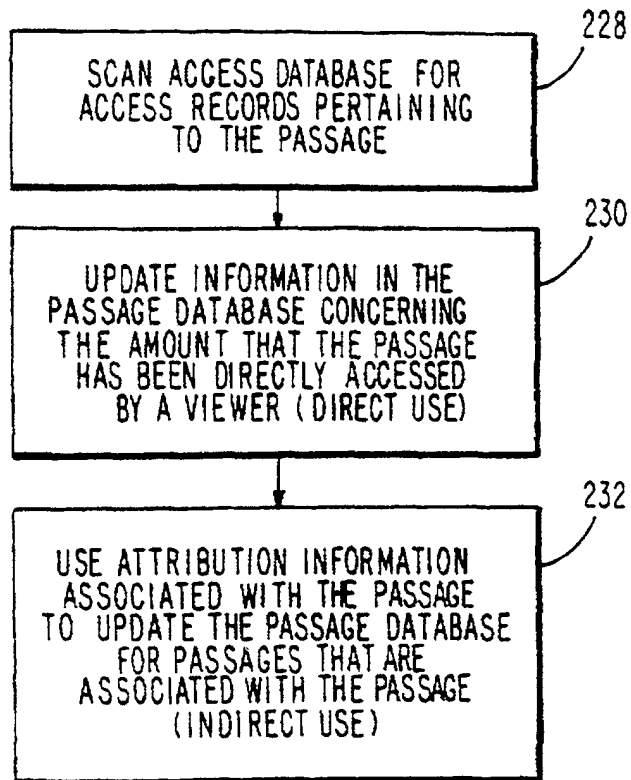 228
SCAN ACCESS DATABASE FOR
ACCESS RECORDS PERTAINING
TO THE PASSAGE
230
UPDATE INFORMATION IN THE
PASSAGE DATABASE CONCERNING
THE AMOUNT THAT THE PASSAGE
HAS BEEN DIRECTLY ACCESSED
BY A VIEWER (DIRECT USE)
232
USE ATTRIBUTION INFORMATION
ASSOCIATED WITH THE PASSAGE
TO UPDATE THE PASSAGE DATABASE
FOR PASSAGES THAT ARE
ASSOCIATED WITH THE PASSAGE
(INDIRECT USE)